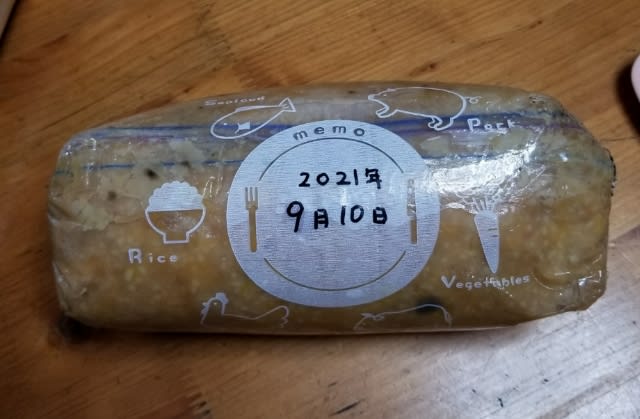 Seafood
Pork
memo
2021年
9月10日
Rice
Vegetables